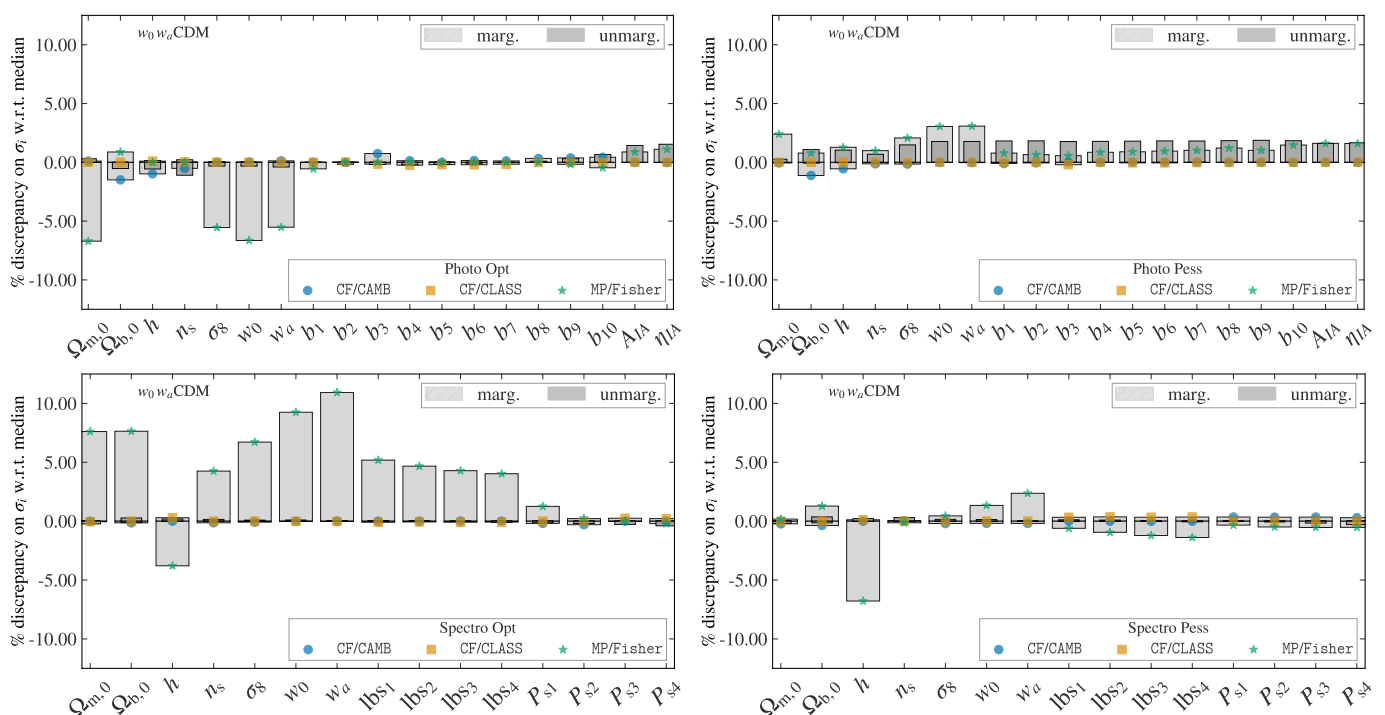 % discrepancy on σi w.r.t. median
10.00
5.00
0.00
-5.00
-10.00
w0 waCDM
marg. unmarg.
Photo Opt
CF/CAMB CF/CLASS MP/Fisher
Ωm,0 Ωb,0 h ns σ8 w0 wa b1 b2 b3 b4 b5 b6 b7 b8 b9 b10 AIA ηIA
% discrepancy on σi w.r.t. median
10.00
5.00
0.00
-5.00
-10.00
w0 waCDM
marg. unmarg.
Photo Pess
CF/CAMB CF/CLASS MP/Fisher
Ωm,0 Ωb,0 h ns σ8 w0 wa b1 b2 b3 b4 b5 b6 b7 b8 b9 b10 AIA ηIA
% discrepancy on σi w.r.t. median
10.00
5.00
0.00
-5.00
-10.00
w0 waCDM
marg. unmarg.
Spectro Opt
CF/CAMB CF/CLASS MP/Fisher
Ωm,0 Ωb,0 h ns σ8 w0 wa lbs1 lbs2 lbs3 lbs4 Ps1 Ps2 Ps3 Ps4
% discrepancy on σi w.r.t. median
10.00
5.00
0.00
-5.00
-10.00
w0 waCDM
marg. unmarg.
Spectro Pess
CF/CAMB CF/CLASS MP/Fisher
Ωm,0 Ωb,0 h ns σ8 w0 wa lbs1 lbs2 lbs3 lbs4 Ps1 Ps2 Ps3 Ps4